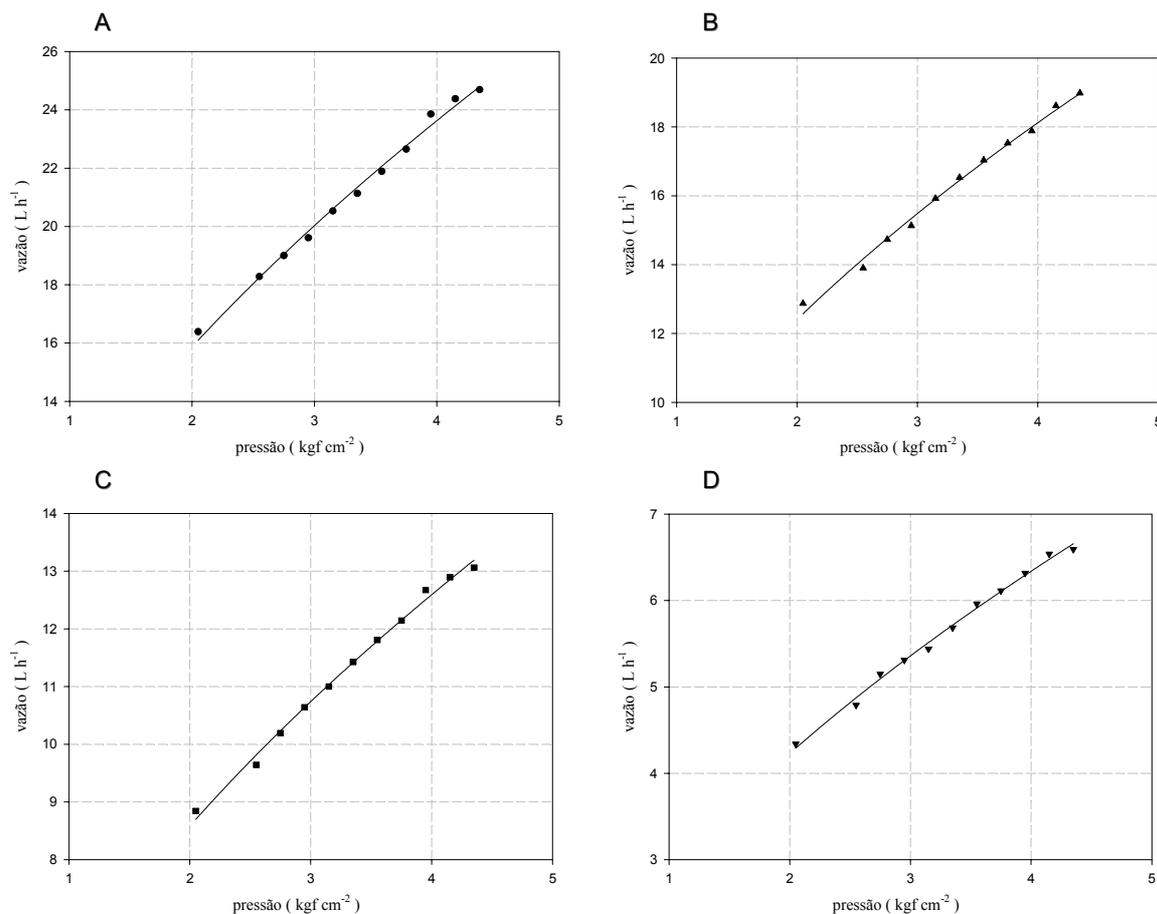 A
26
24
22
20
18
16
14
vazão ( L h⁻¹ )
1 2 3 4 5
pressão ( kgf cm⁻² )
B
20
18
16
14
12
10
vazão ( L h⁻¹ )
1 2 3 4 5
pressão ( kgf cm⁻² )
C
14
13
12
11
10
9
8
vazão ( L h⁻¹ )
1 2 3 4 5
pressão ( kgf cm⁻² )
D
7
6
5
4
3
vazão ( L h⁻¹ )
1 2 3 4 5
pressão ( kgf cm⁻² )